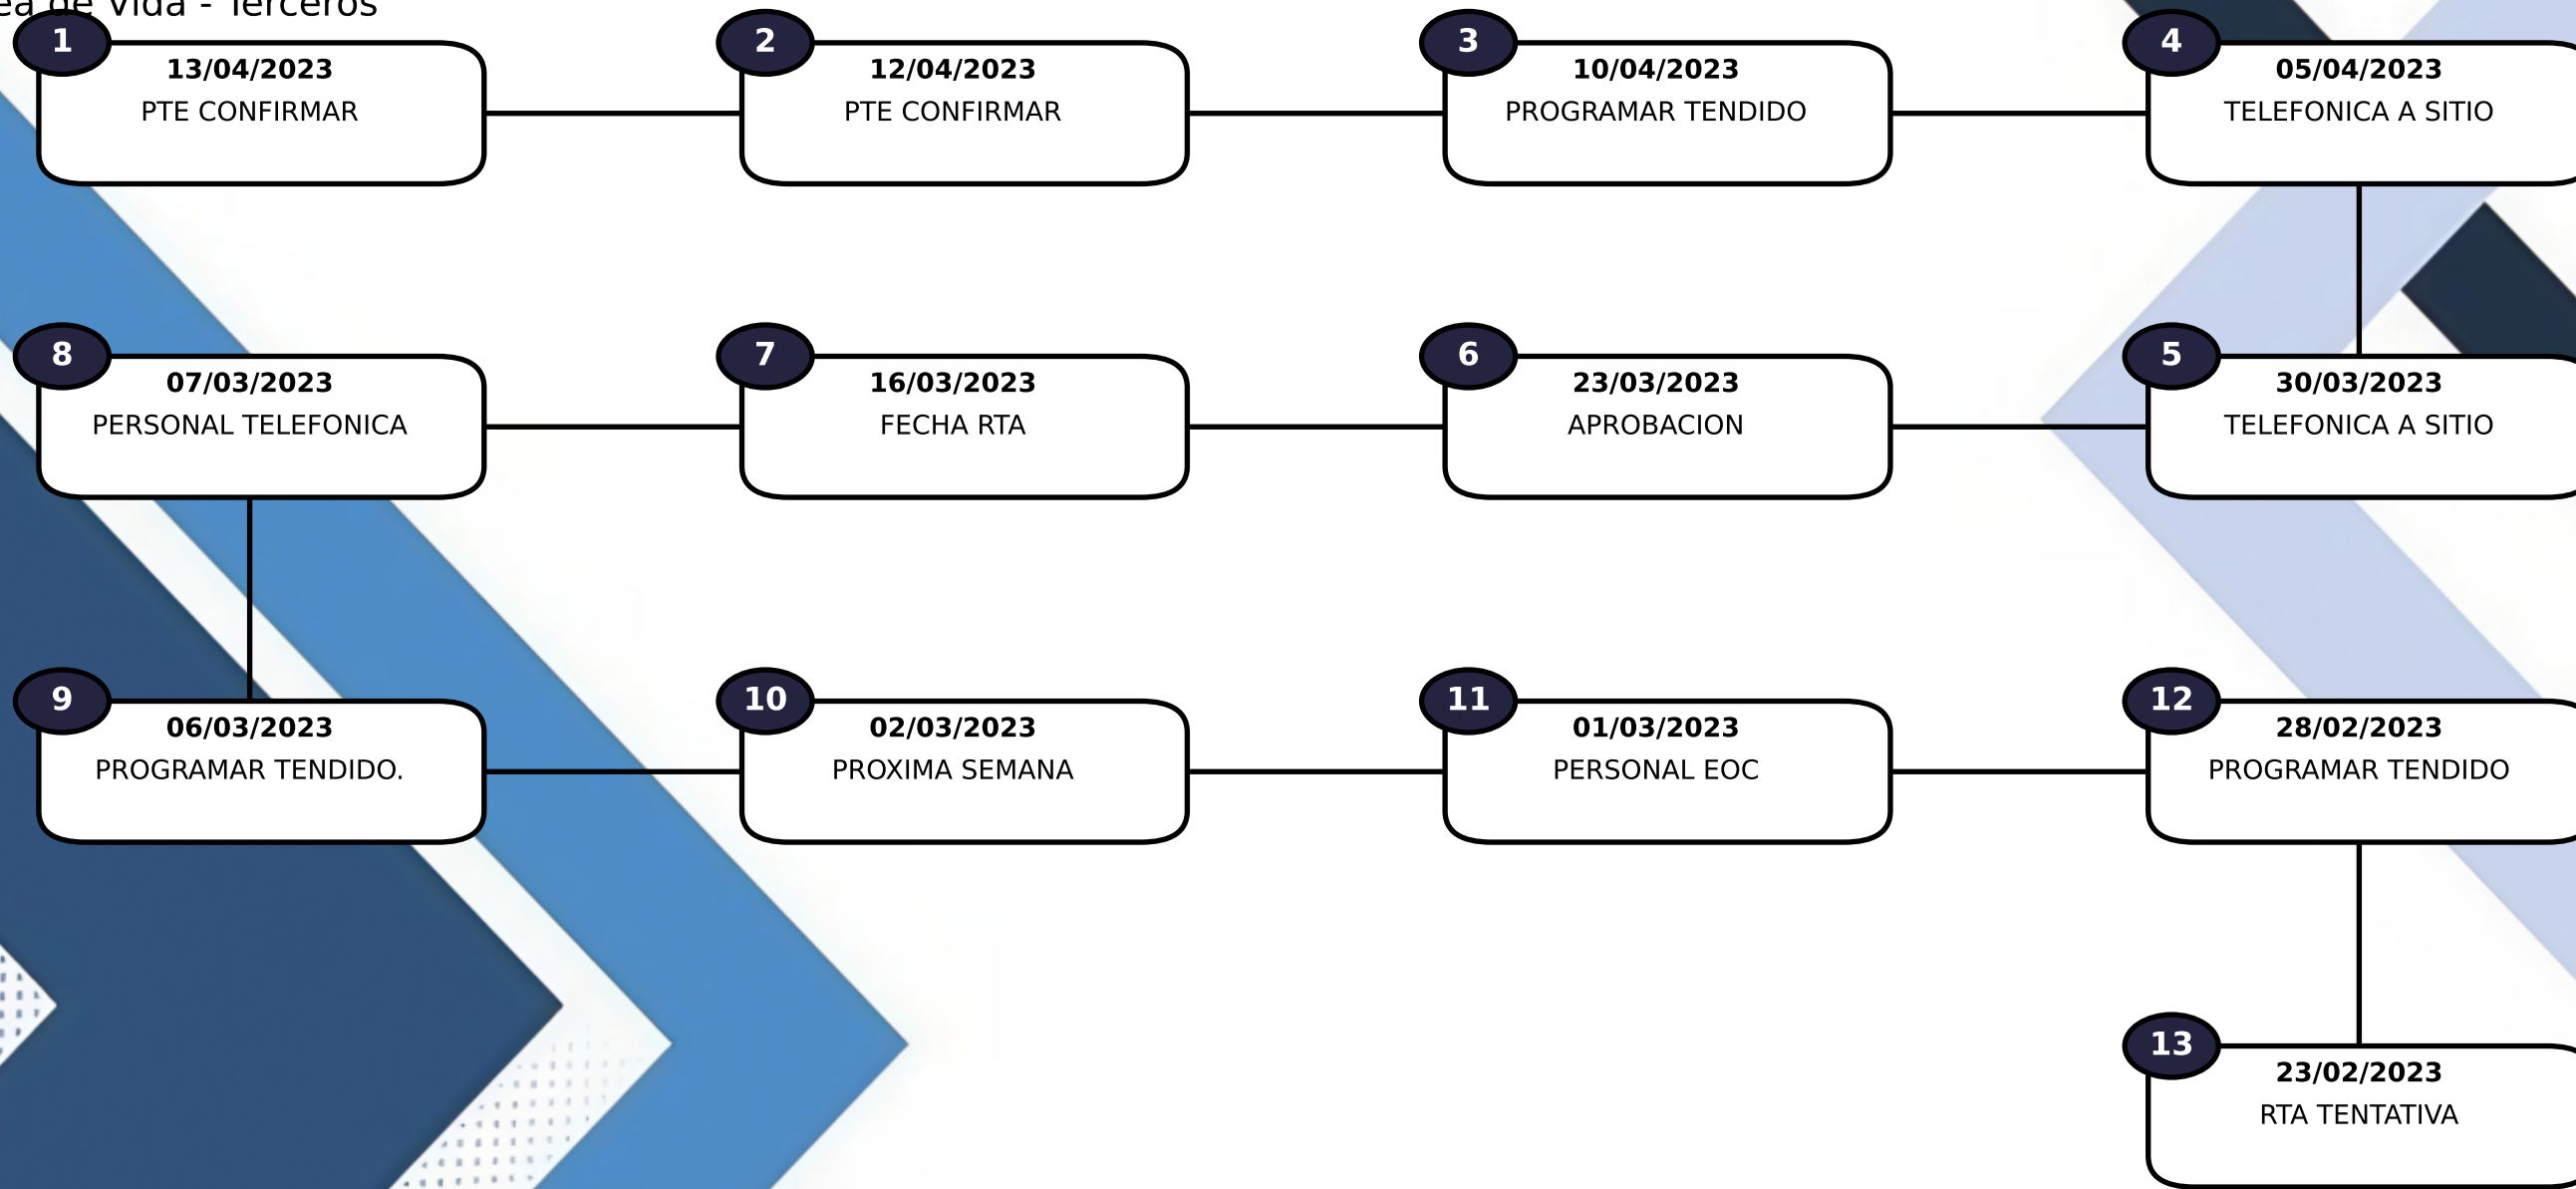 de Vida - Terceros
1
13/04/2023
PTE CONFIRMAR
2
12/04/2023
PTE CONFIRMAR
3
10/04/2023
PROGRAMAR TENDIDO
4
05/04/2023
TELEFONICA A SITIO
8
07/03/2023
PERSONAL TELEFONICA
7
16/03/2023
FECHA RTA
6
23/03/2023
APROBACION
5
30/03/2023
TELEFONICA A SITIO
9
06/03/2023
PROGRAMAR TENDIDO.
10
02/03/2023
PROXIMA SEMANA
11
01/03/2023
PERSONAL EOC
12
28/02/2023
PROGRAMAR TENDIDO
13
23/02/2023
RTA TENTATIVA